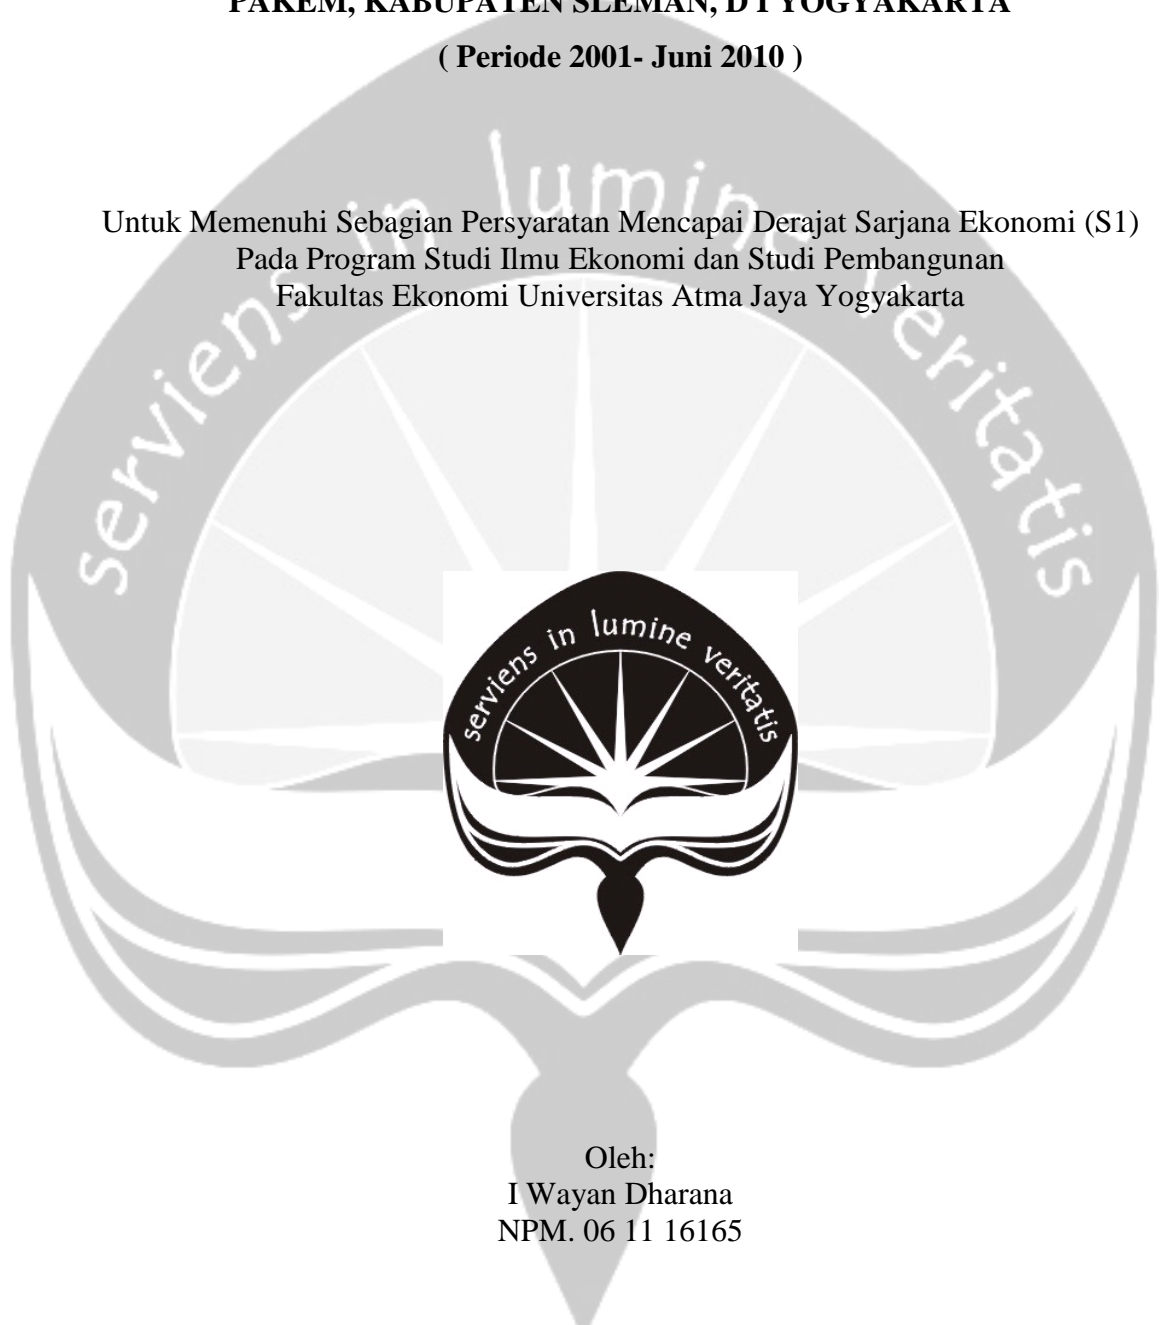 PAKEM, KABUPATEN SLEMAN, D I YOGYAKARTA
( Periode 2001- Juni 2010 )
Untuk Memenuhi Sebagian Persyaratan Mencapai Derajat Sarjana Ekonomi (S1)
Pada Program Studi Ilmu Ekonomi dan Studi Pembangunan
Fakultas Ekonomi Universitas Atma Jaya Yogyakarta
serviens in lumine veritatis
serviens in lumine veritatis
Oleh:
I Wayan Dharana
NPM. 06 11 16165